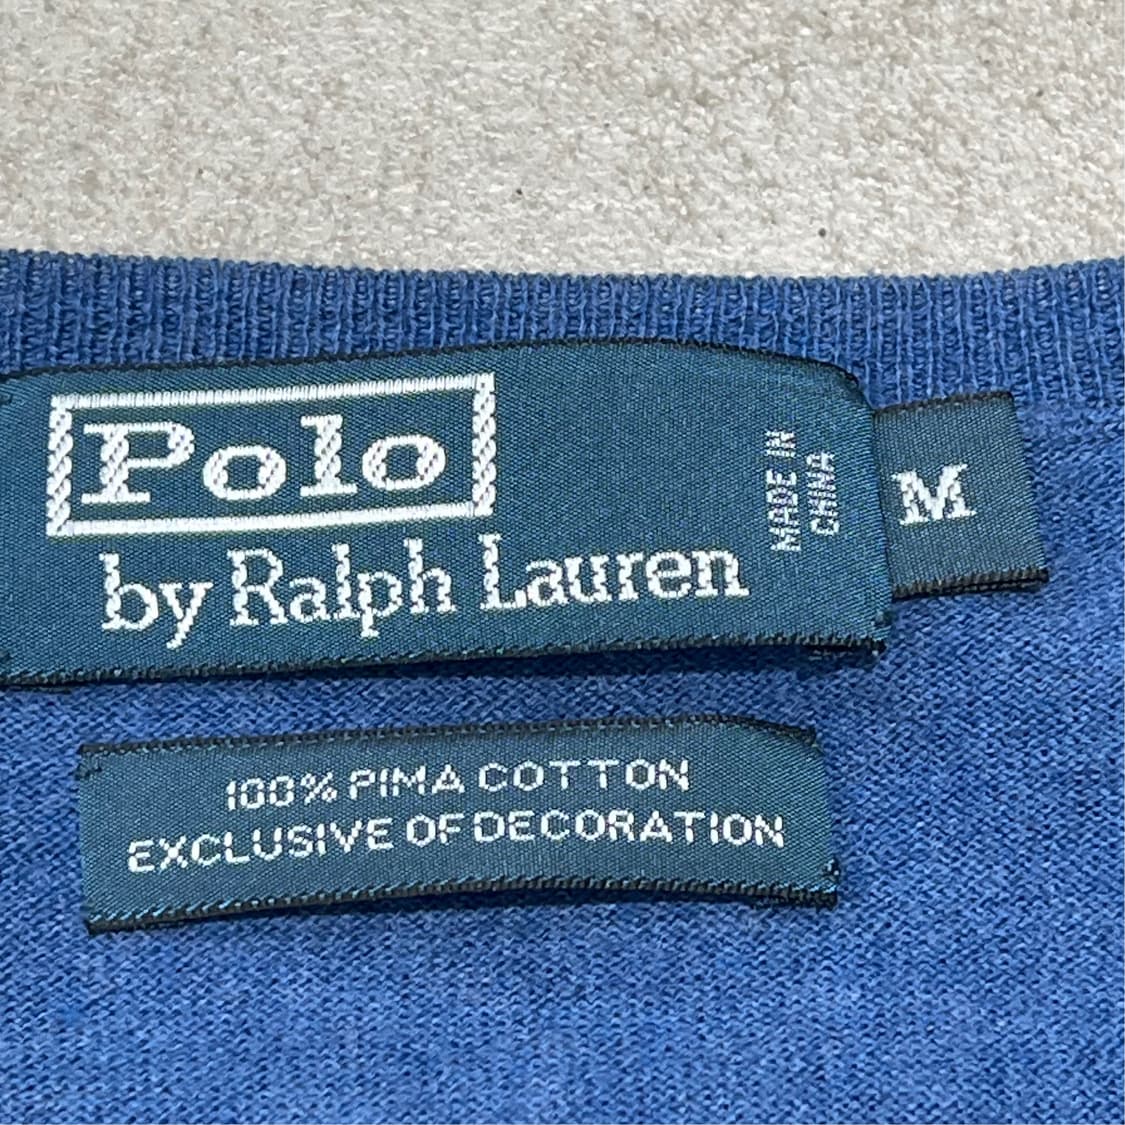 Polo
by Ralph Lauren
MADE IN
CHINA
M
100% PIMA COTTON
EXCLUSIVE OF DECORATION